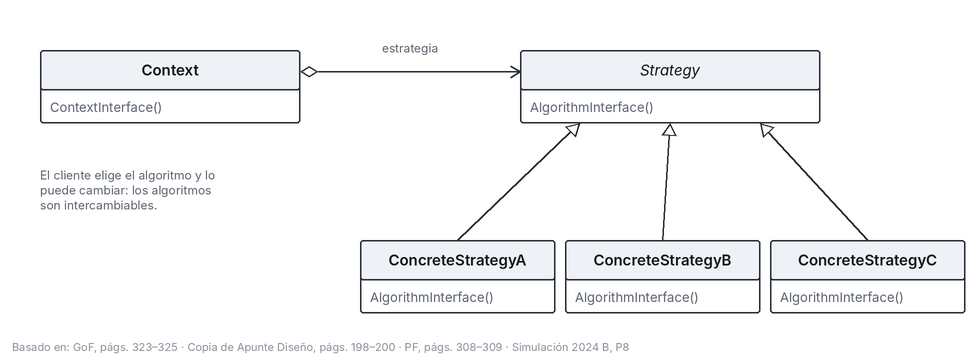 estrategia
Context
Strategy
ContextInterface()
AlgorithmInterface()
El cliente elige el algoritmo y lo
puede cambiar: los algoritmos
son intercambiables.
ConcreteStrategyA
ConcreteStrategyB
ConcreteStrategyC
AlgorithmInterface()
AlgorithmInterface()
AlgorithmInterface()
Basado en: GoF, págs. 323–325 · Copia de Apunte Diseño, págs. 198–200 · PF, págs. 308–309 · Simulación 2024 B, P8